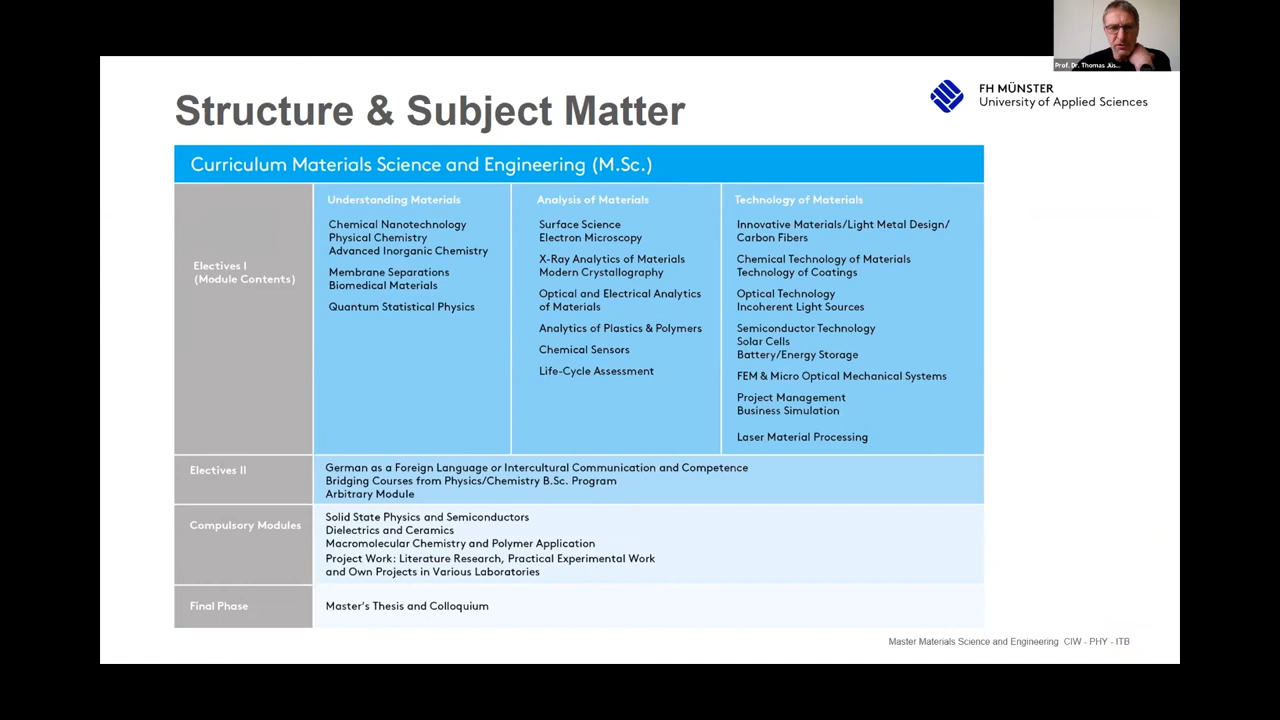 Prof. Dr. Thomas Jüs...
FH MÜNSTER
University of Applied Sciences
Structure & Subject Matter
Curriculum Materials Science and Engineering (M.Sc.)
Electives I
(Module Contents)
Understanding Materials
Chemical Nanotechnology
Physical Chemistry
Advanced Inorganic Chemistry
Membrane Separations
Biomedical Materials
Quantum Statistical Physics
Analysis of Materials
Surface Science
Electron Microscopy
X-Ray Analytics of Materials
Modern Crystallography
Optical and Electrical Analytics
of Materials
Analytics of Plastics & Polymers
Chemical Sensors
Life-Cycle Assessment
Technology of Materials
Innovative Materials/Light Metal Design/
Carbon Fibers
Chemical Technology of Materials
Technology of Coatings
Optical Technology
Incoherent Light Sources
Semiconductor Technology
Solar Cells
Battery/Energy Storage
FEM & Micro Optical Mechanical Systems
Project Management
Business Simulation
Laser Material Processing
Electives II
German as a Foreign Language or Intercultural Communication and Competence
Bridging Courses from Physics/Chemistry B.Sc. Program
Arbitrary Module
Compulsory Modules
Solid State Physics and Semiconductors
Dielectrics and Ceramics
Macromolecular Chemistry and Polymer Application
Project Work: Literature Research, Practical Experimental Work
and Own Projects in Various Laboratories
Final Phase
Master's Thesis and Colloquium
Master Materials Science and Engineering CIW - PHY - ITB